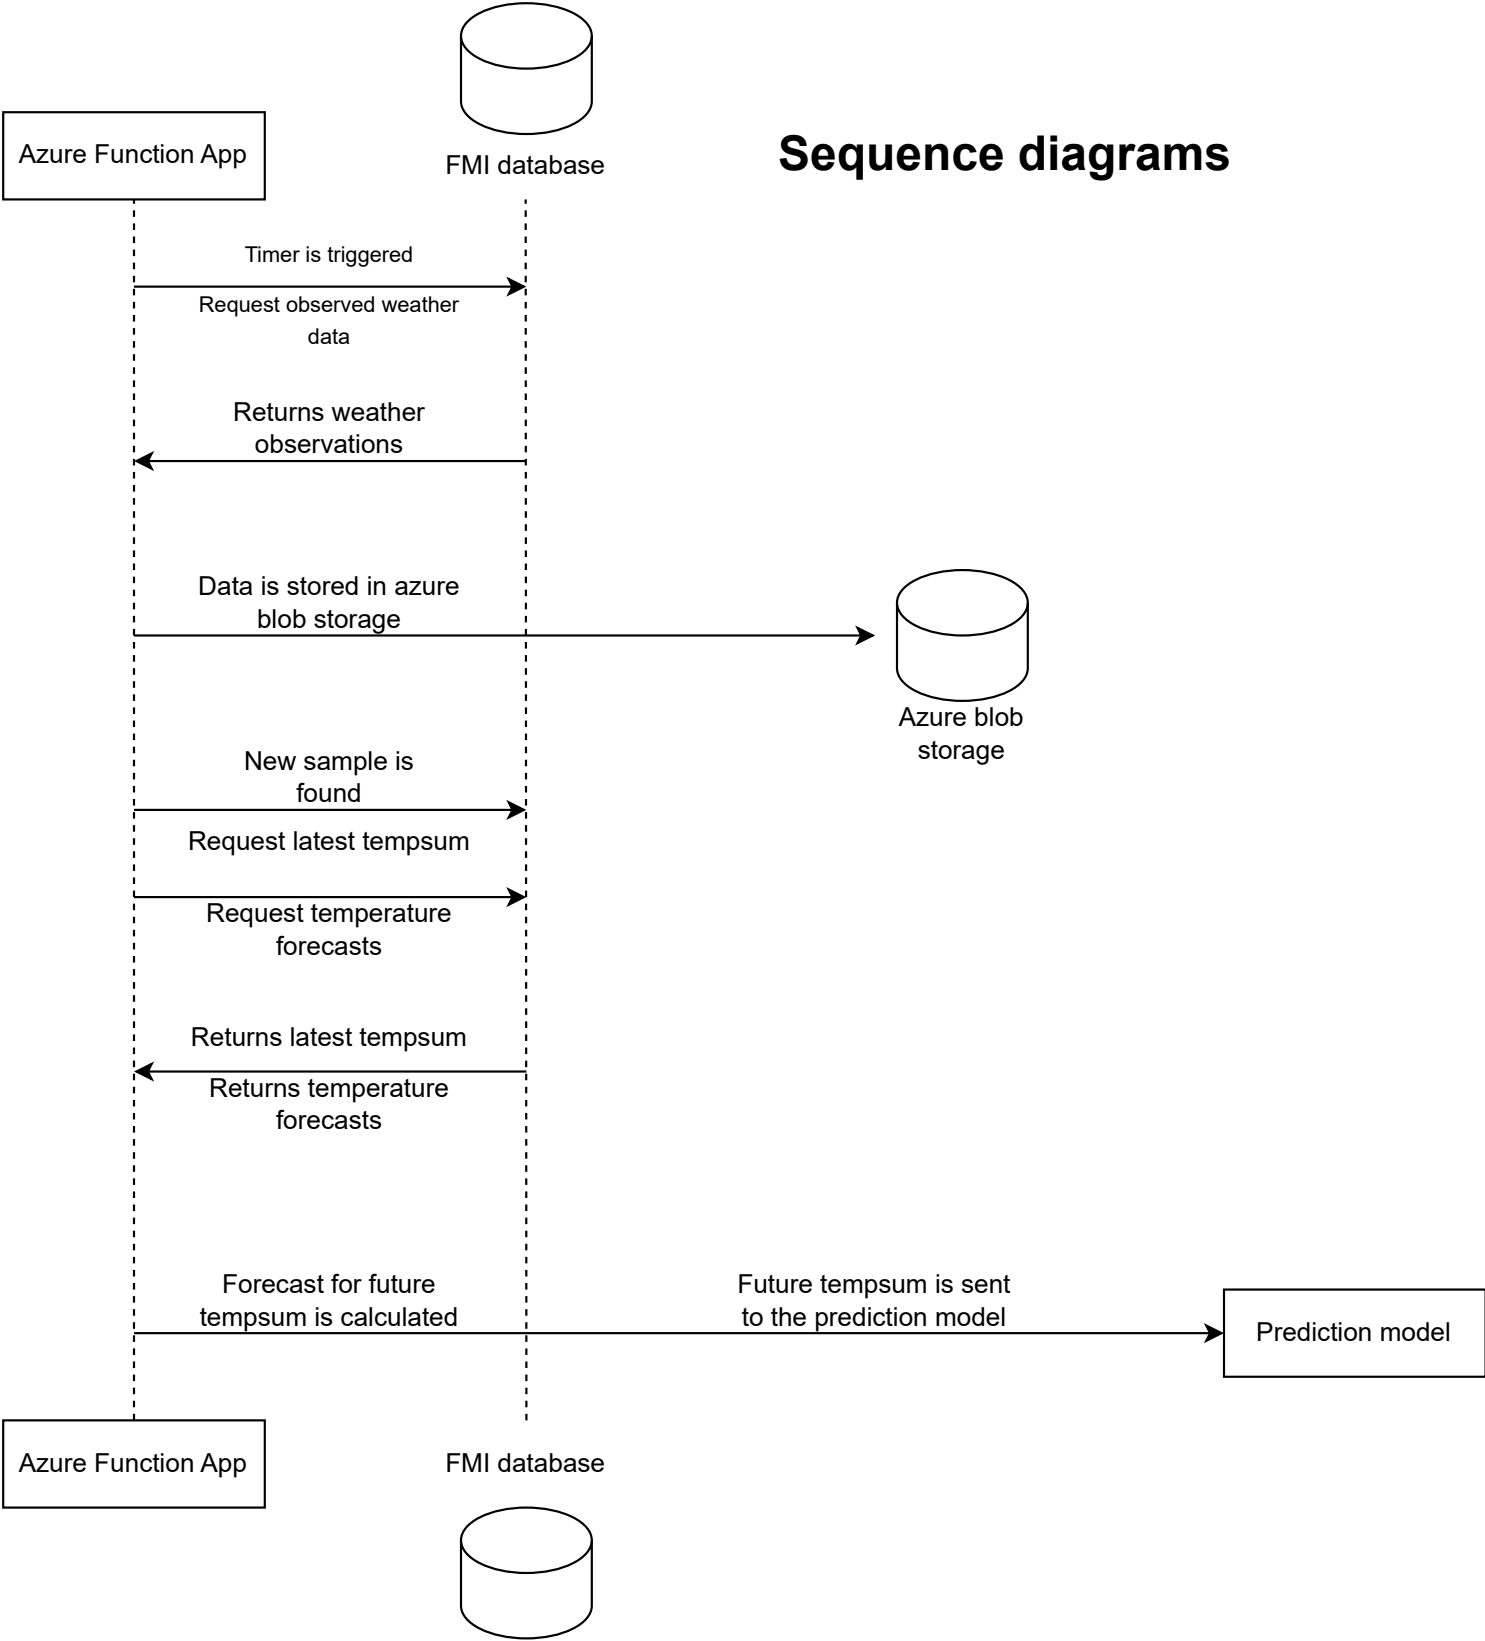 Azure Function App
FMI database
Sequence diagrams
Timer is triggered
Request observed weather
data
Returns weather
observations
Data is stored in azure
blob storage
Azure blob
storage
New sample is
found
Request latest tempsum
Request temperature
forecasts
Returns latest tempsum
Returns temperature
forecasts
Forecast for future
tempsum is calculated
Future tempsum is sent
to the prediction model
Prediction model
Azure Function App
FMI database